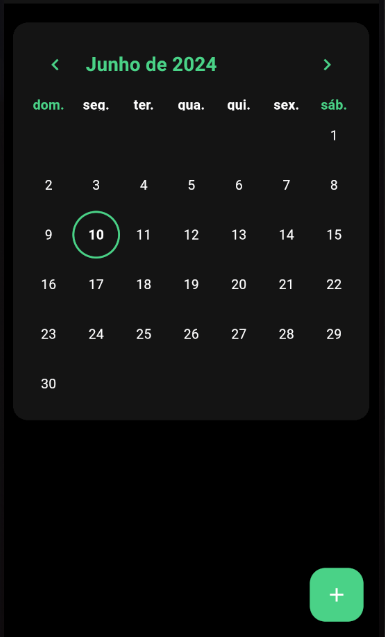 Junho de 2024
dom. seg. ter. qua. qui. sex. sáb.
1
2 3 4 5 6 7 8
9 10 11 12 13 14 15
16 17 18 19 20 21 22
23 24 25 26 27 28 29
30
+